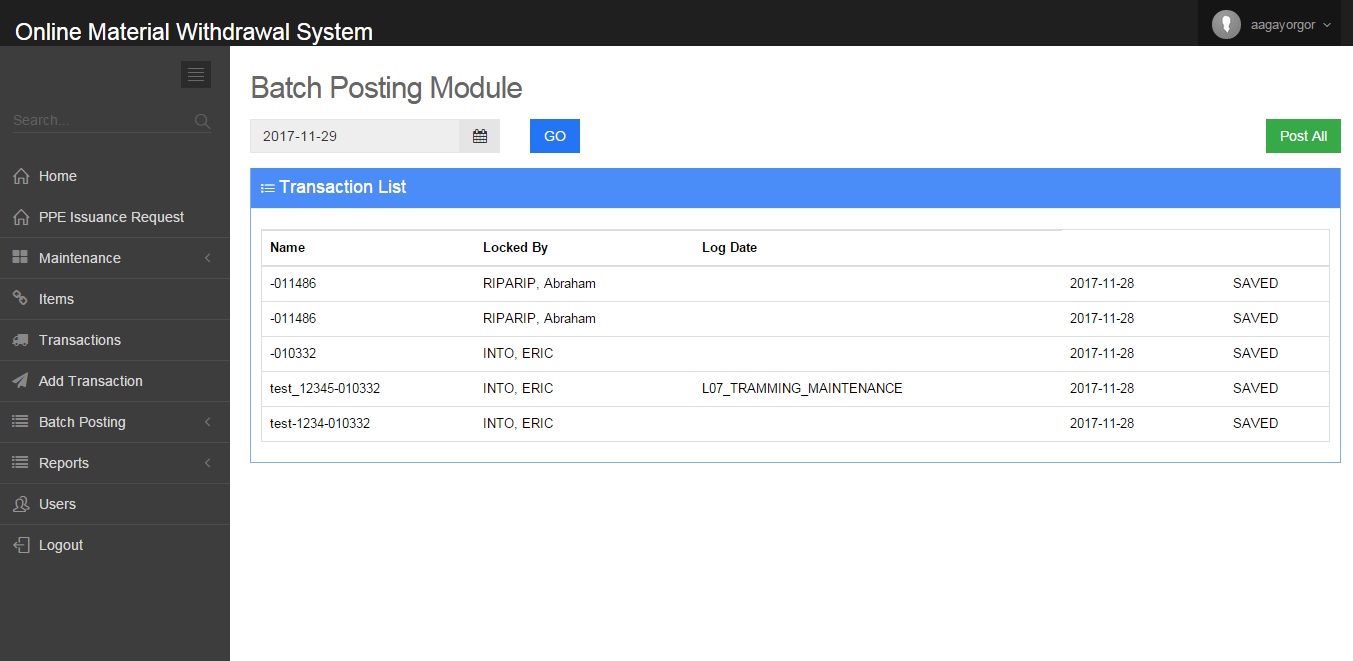 Online Material Withdrawal System
aagayorgor
Search...
Home
PPE Issuance Request
Maintenance
Items
Transactions
Add Transaction
Batch Posting
Reports
Users
Logout
Batch Posting Module
2017-11-29 GO Post All
Transaction List
Name Locked By Log Date
-011486 RIPARIP, Abraham 2017-11-28 SAVED
-011486 RIPARIP, Abraham 2017-11-28 SAVED
-010332 INTO, ERIC 2017-11-28 SAVED
test_12345-010332 INTO, ERIC L07_TRAMMING_MAINTENANCE 2017-11-28 SAVED
test-1234-010332 INTO, ERIC 2017-11-28 SAVED